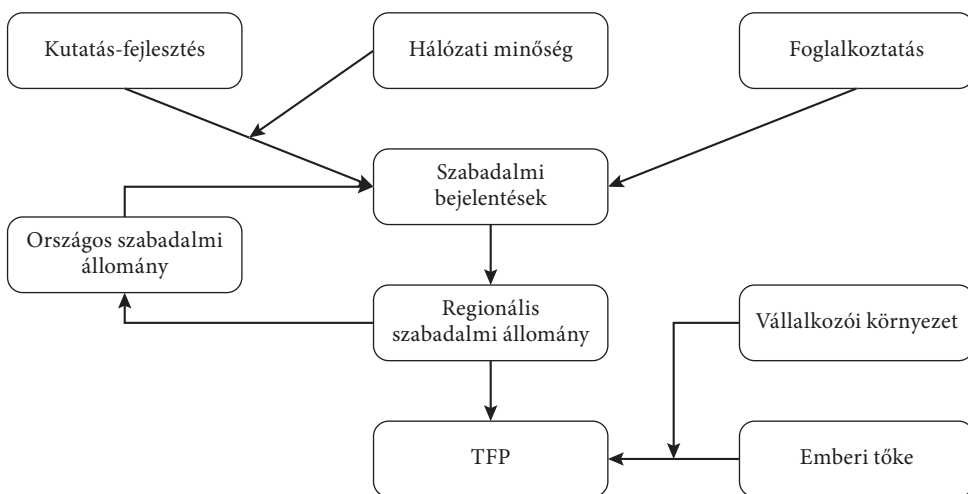 Kutatás-fejlesztés
Hálózati minőség
Foglalkoztatás
Szabadalmi
bejelentések
Országos szabadalmi
állomány
Regionális
szabadalmi állomány
Vállalkozói környezet
TFP
Emberi tőke